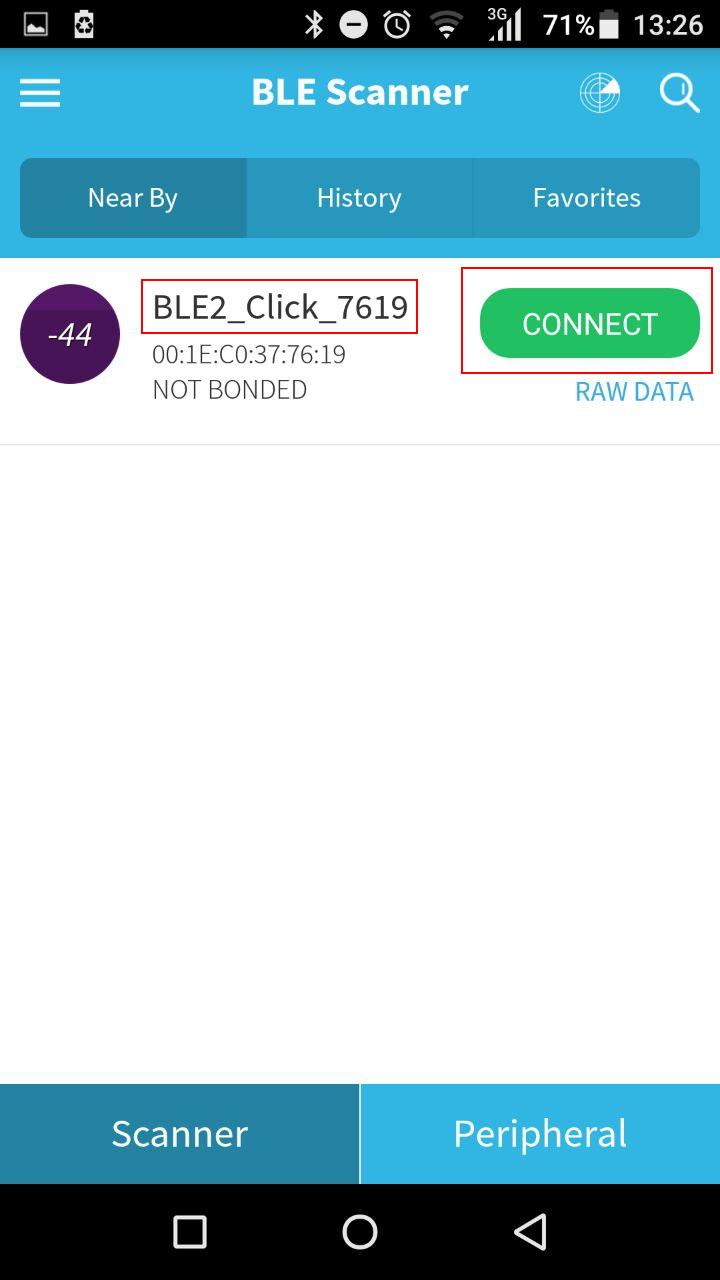 3G 71% 13:26
BLE Scanner
Near By History Favorites
-44
BLE2_Click_7619
00:1E:C0:37:76:19
NOT BONDED
CONNECT
RAW DATA
Scanner Peripheral